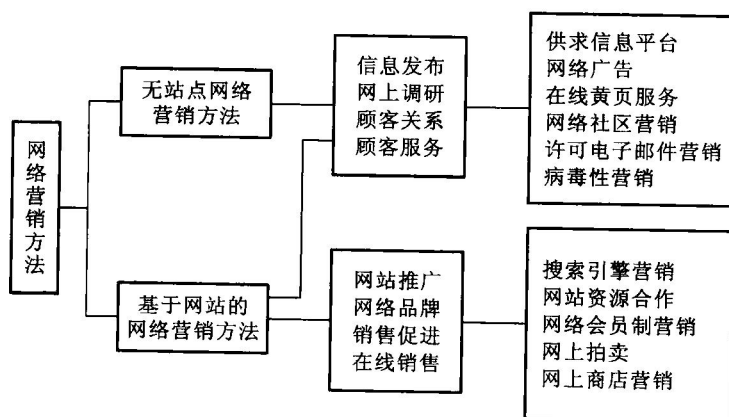 网络营销方法
无站点网络
营销方法
基于网站的
网络营销方法
信息发布
网上调研
顾客关系
顾客服务
网站推广
网络品牌
销售促进
在线销售
供求信息平台
网络广告
在线黄页服务
网络社区营销
许可电子邮件营销
病毒性营销
搜索引擎营销
网站资源合作
网络会员制营销
网上拍卖
网上商店营销